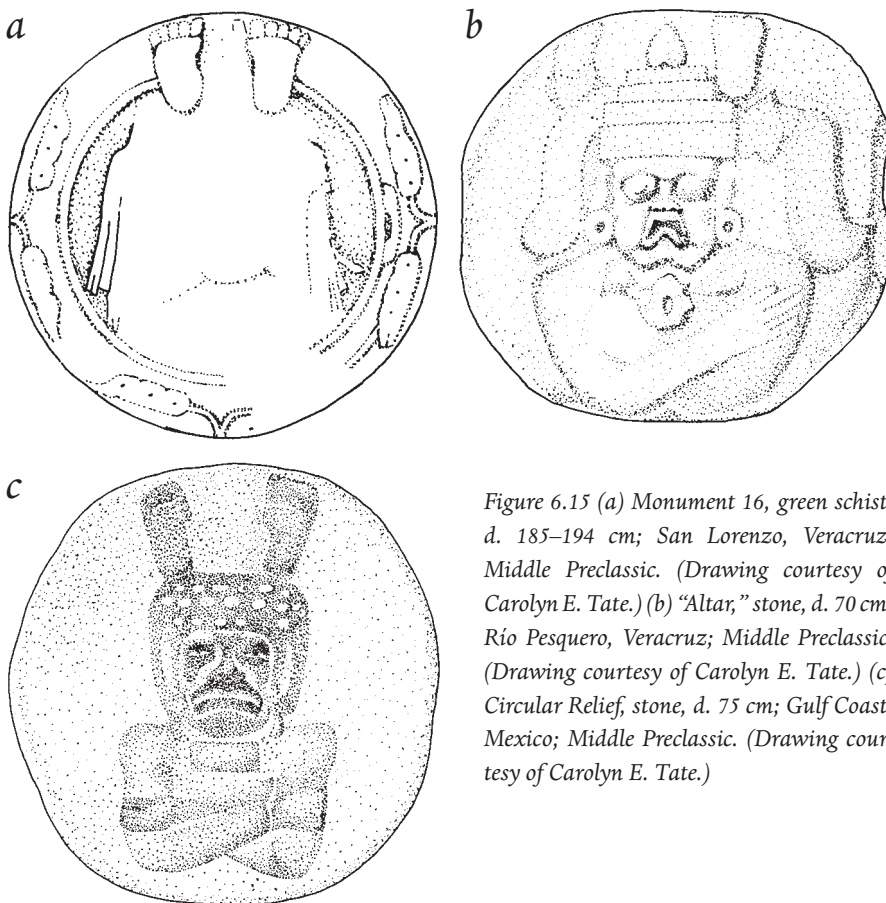 a
b
c
Figure 6.15 (a) Monument 16, green schist
d. 185–194 cm; San Lorenzo, Veracruz
Middle Preclassic. (Drawing courtesy o
Carolyn E. Tate.) (b) “Altar,” stone, d. 70 cm
Río Pesquero, Veracruz; Middle Preclassic
(Drawing courtesy of Carolyn E. Tate.) (c
Circular Relief, stone, d. 75 cm; Gulf Coast
Mexico; Middle Preclassic. (Drawing cour
tesy of Carolyn E. Tate.)